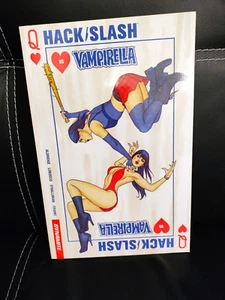 Q HACK/SLASH
VS
VAMPIRELLA
VAMPIRELLA
HACK/SLASH Q
DYNAMITE